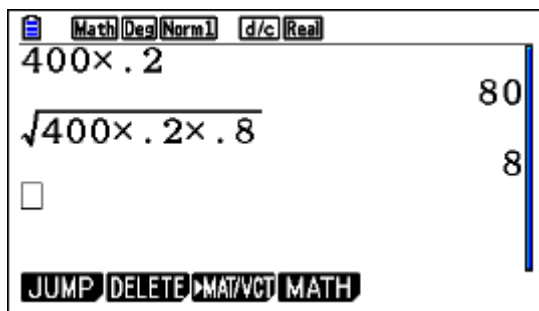 Math Deg Norm1 d/c Real
400×.2
80
√400×.2×.8
8
JUMP DELETE ▶MAT/VCT MATH